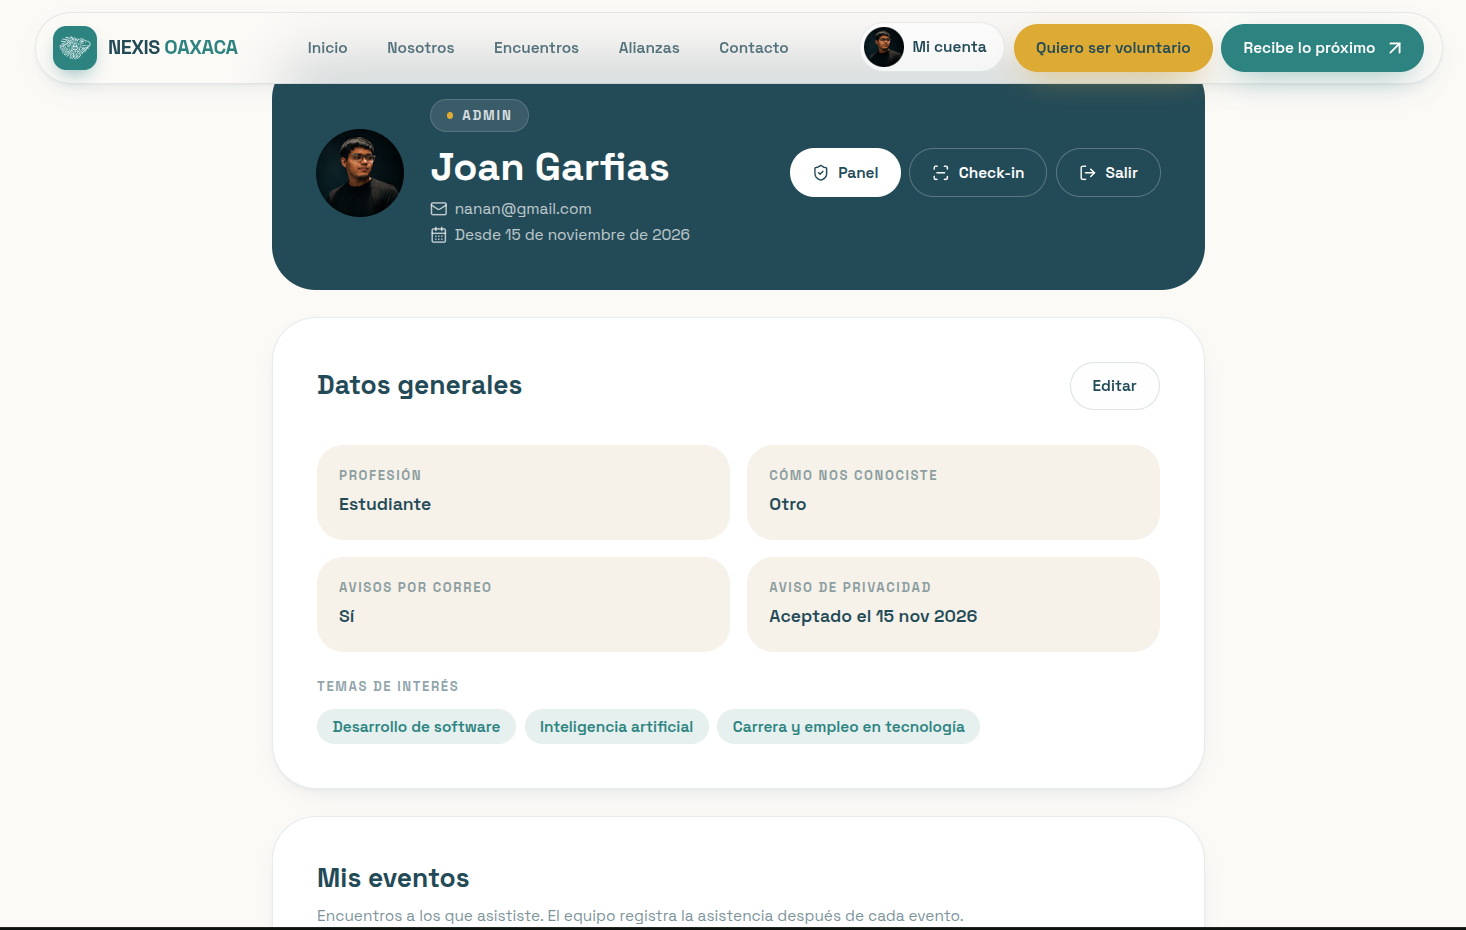 NEXIS OAXACA
Inicio
Nosotros
Encuentros
Alianzas
Contacto
Mi cuenta
Quiero ser voluntario
Recibe lo próximo
ADMIN
Joan Garfias
nanan@gmail.com
Desde 15 de noviembre de 2026
Panel
Check-in
Salir
Datos generales
Editar
PROFESIÓN
Estudiante
CÓMO NOS CONOCISTE
Otro
AVISOS POR CORREO
Sí
AVISO DE PRIVACIDAD
Aceptado el 15 nov 2026
TEMAS DE INTERÉS
Desarrollo de software
Inteligencia artificial
Carrera y empleo en tecnología
Mis eventos
Encuentros a los que asististe. El equipo registra la asistencia después de cada evento.